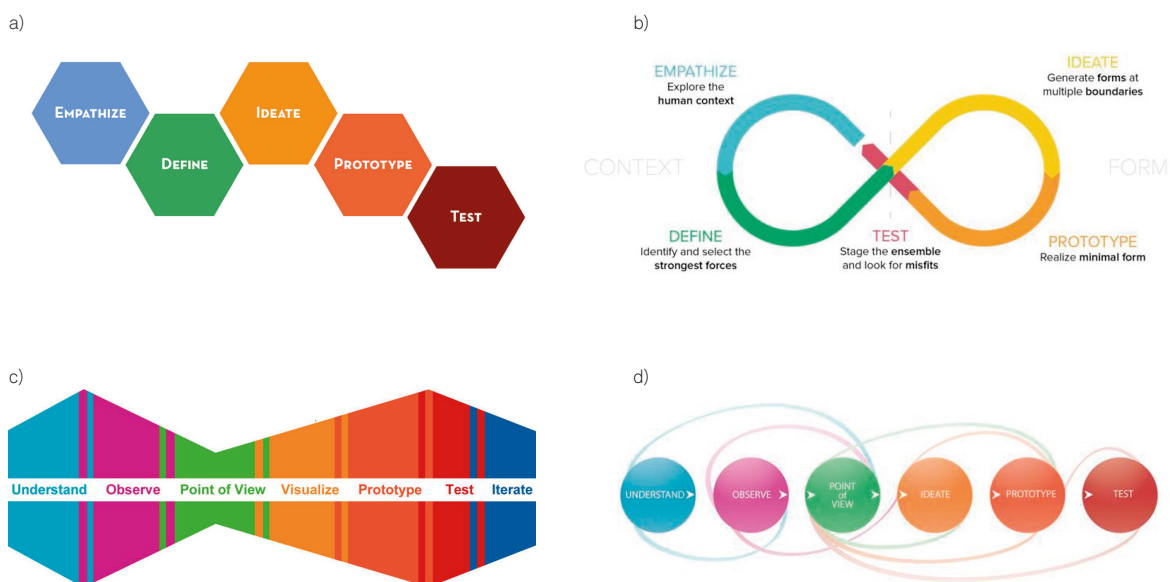 a)
EMPATHIZE
DEFINE
IDEATE
PROTOTYPE
TEST
b)
EMPATHIZE
Explore the
human context
IDEATE
Generate forms at
multiple boundaries
CONTEXT
FORM
DEFINE
Identify and select the
strongest forces
TEST
Stage the ensemble
and look for misfits
PROTOTYPE
Realize minimal form
c)
Understand Observe Point of View Visualize Prototype Test Iterate
d)
UNDERSTAND
OBSERVE
POINT
of
VIEW
IDEATE
PROTOTYPE
TEST